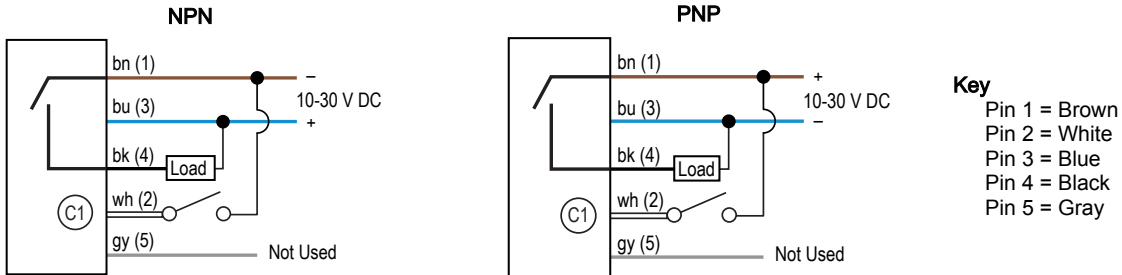 NPN
bn (1)
–
10-30 V DC
bu (3)
+
bk (4)
Load
wh (2)
C1
gy (5)
Not Used
PNP
bn (1)
+
10-30 V DC
bu (3)
–
bk (4)
Load
wh (2)
C1
gy (5)
Not Used
Key
Pin 1 = Brown
Pin 2 = White
Pin 3 = Blue
Pin 4 = Black
Pin 5 = Gray